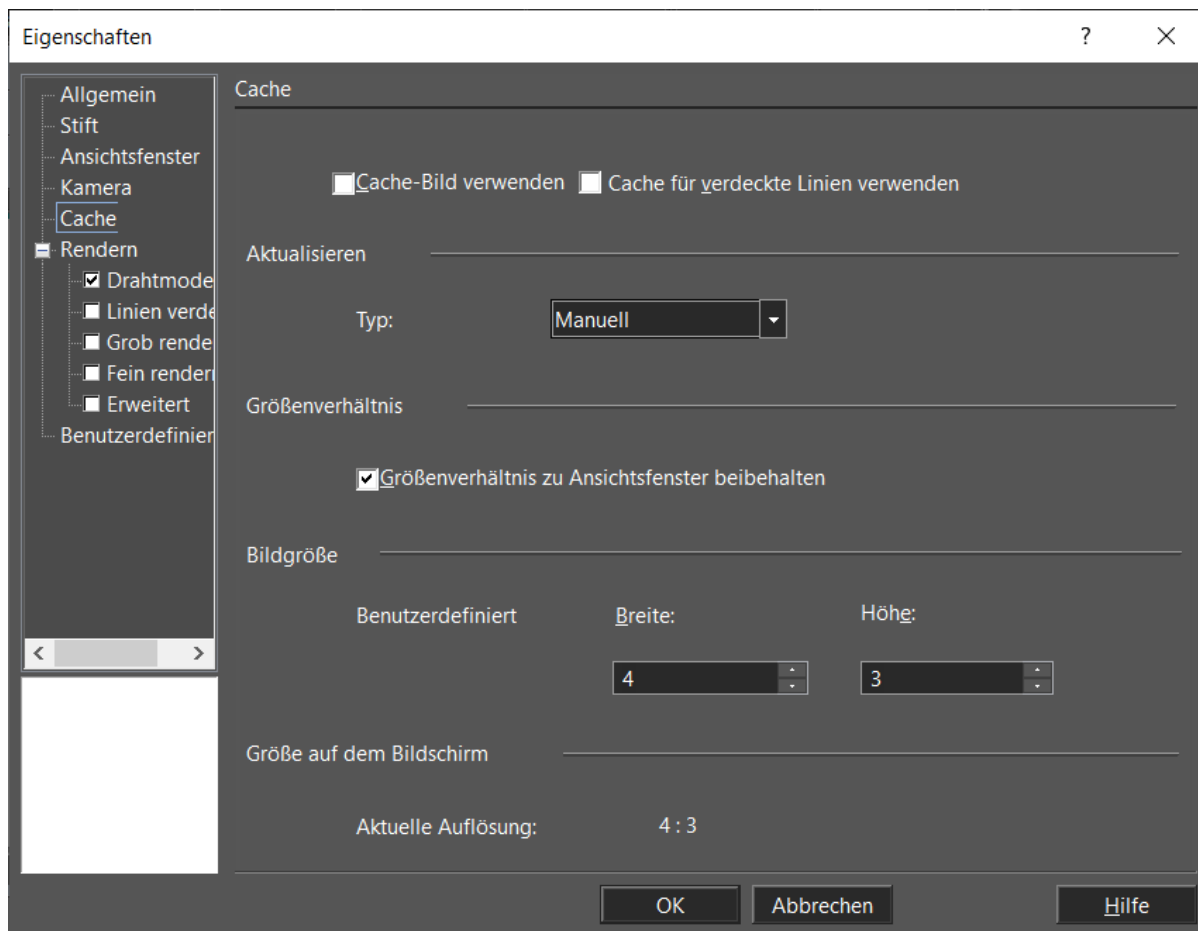 Eigenschaften
Allgemein
Stift
Ansichtsfenster
Kamera
Cache
Rendern
Drahtmode
Linien verde
Grob rende
Fein rendern
Erweitert
Benutzerdefinier
Cache
Cache-Bild verwenden Cache für verdeckte Linien verwenden
Aktualisieren
Typ: Manuell
Größenverhältnis
Größenverhältnis zu Ansichtsfenster beibehalten
Bildgröße
Benutzerdefiniert Breite: Höhe:
4 3
Größe auf dem Bildschirm
Aktuelle Auflösung: 4 : 3
OK Abbrechen Hilfe